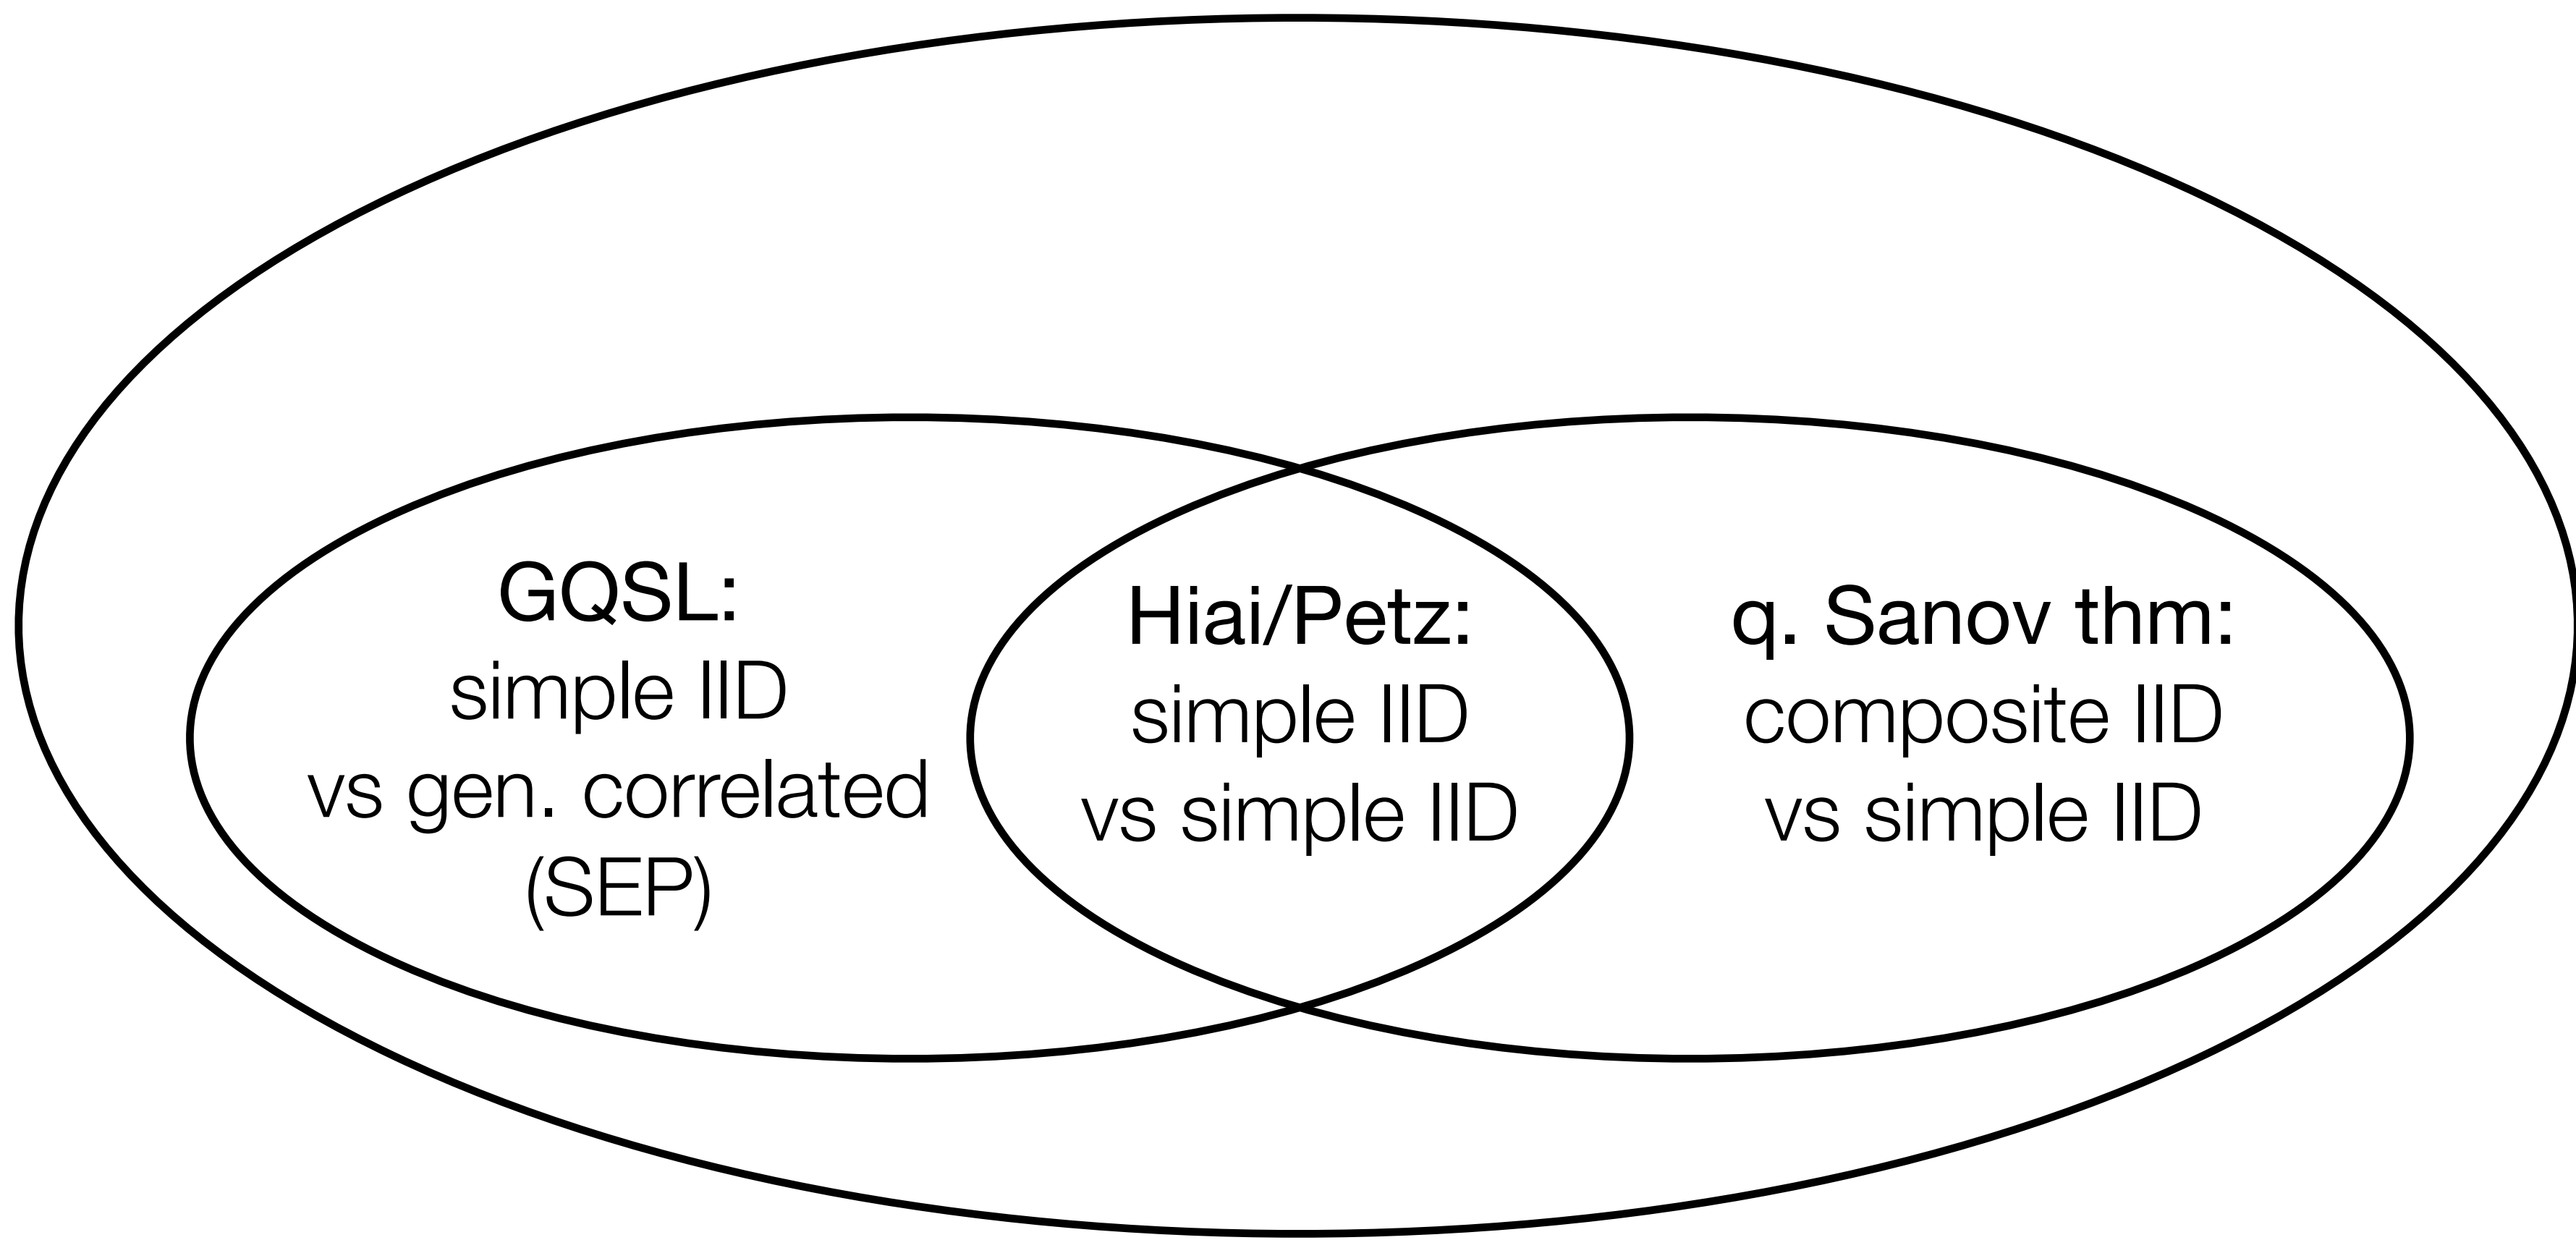 GQSL:
simple IID
vs gen. correlated
(SEP)
Hiai/Petz:
simple IID
vs simple IID
q. Sanov thm:
composite IID
vs simple IID